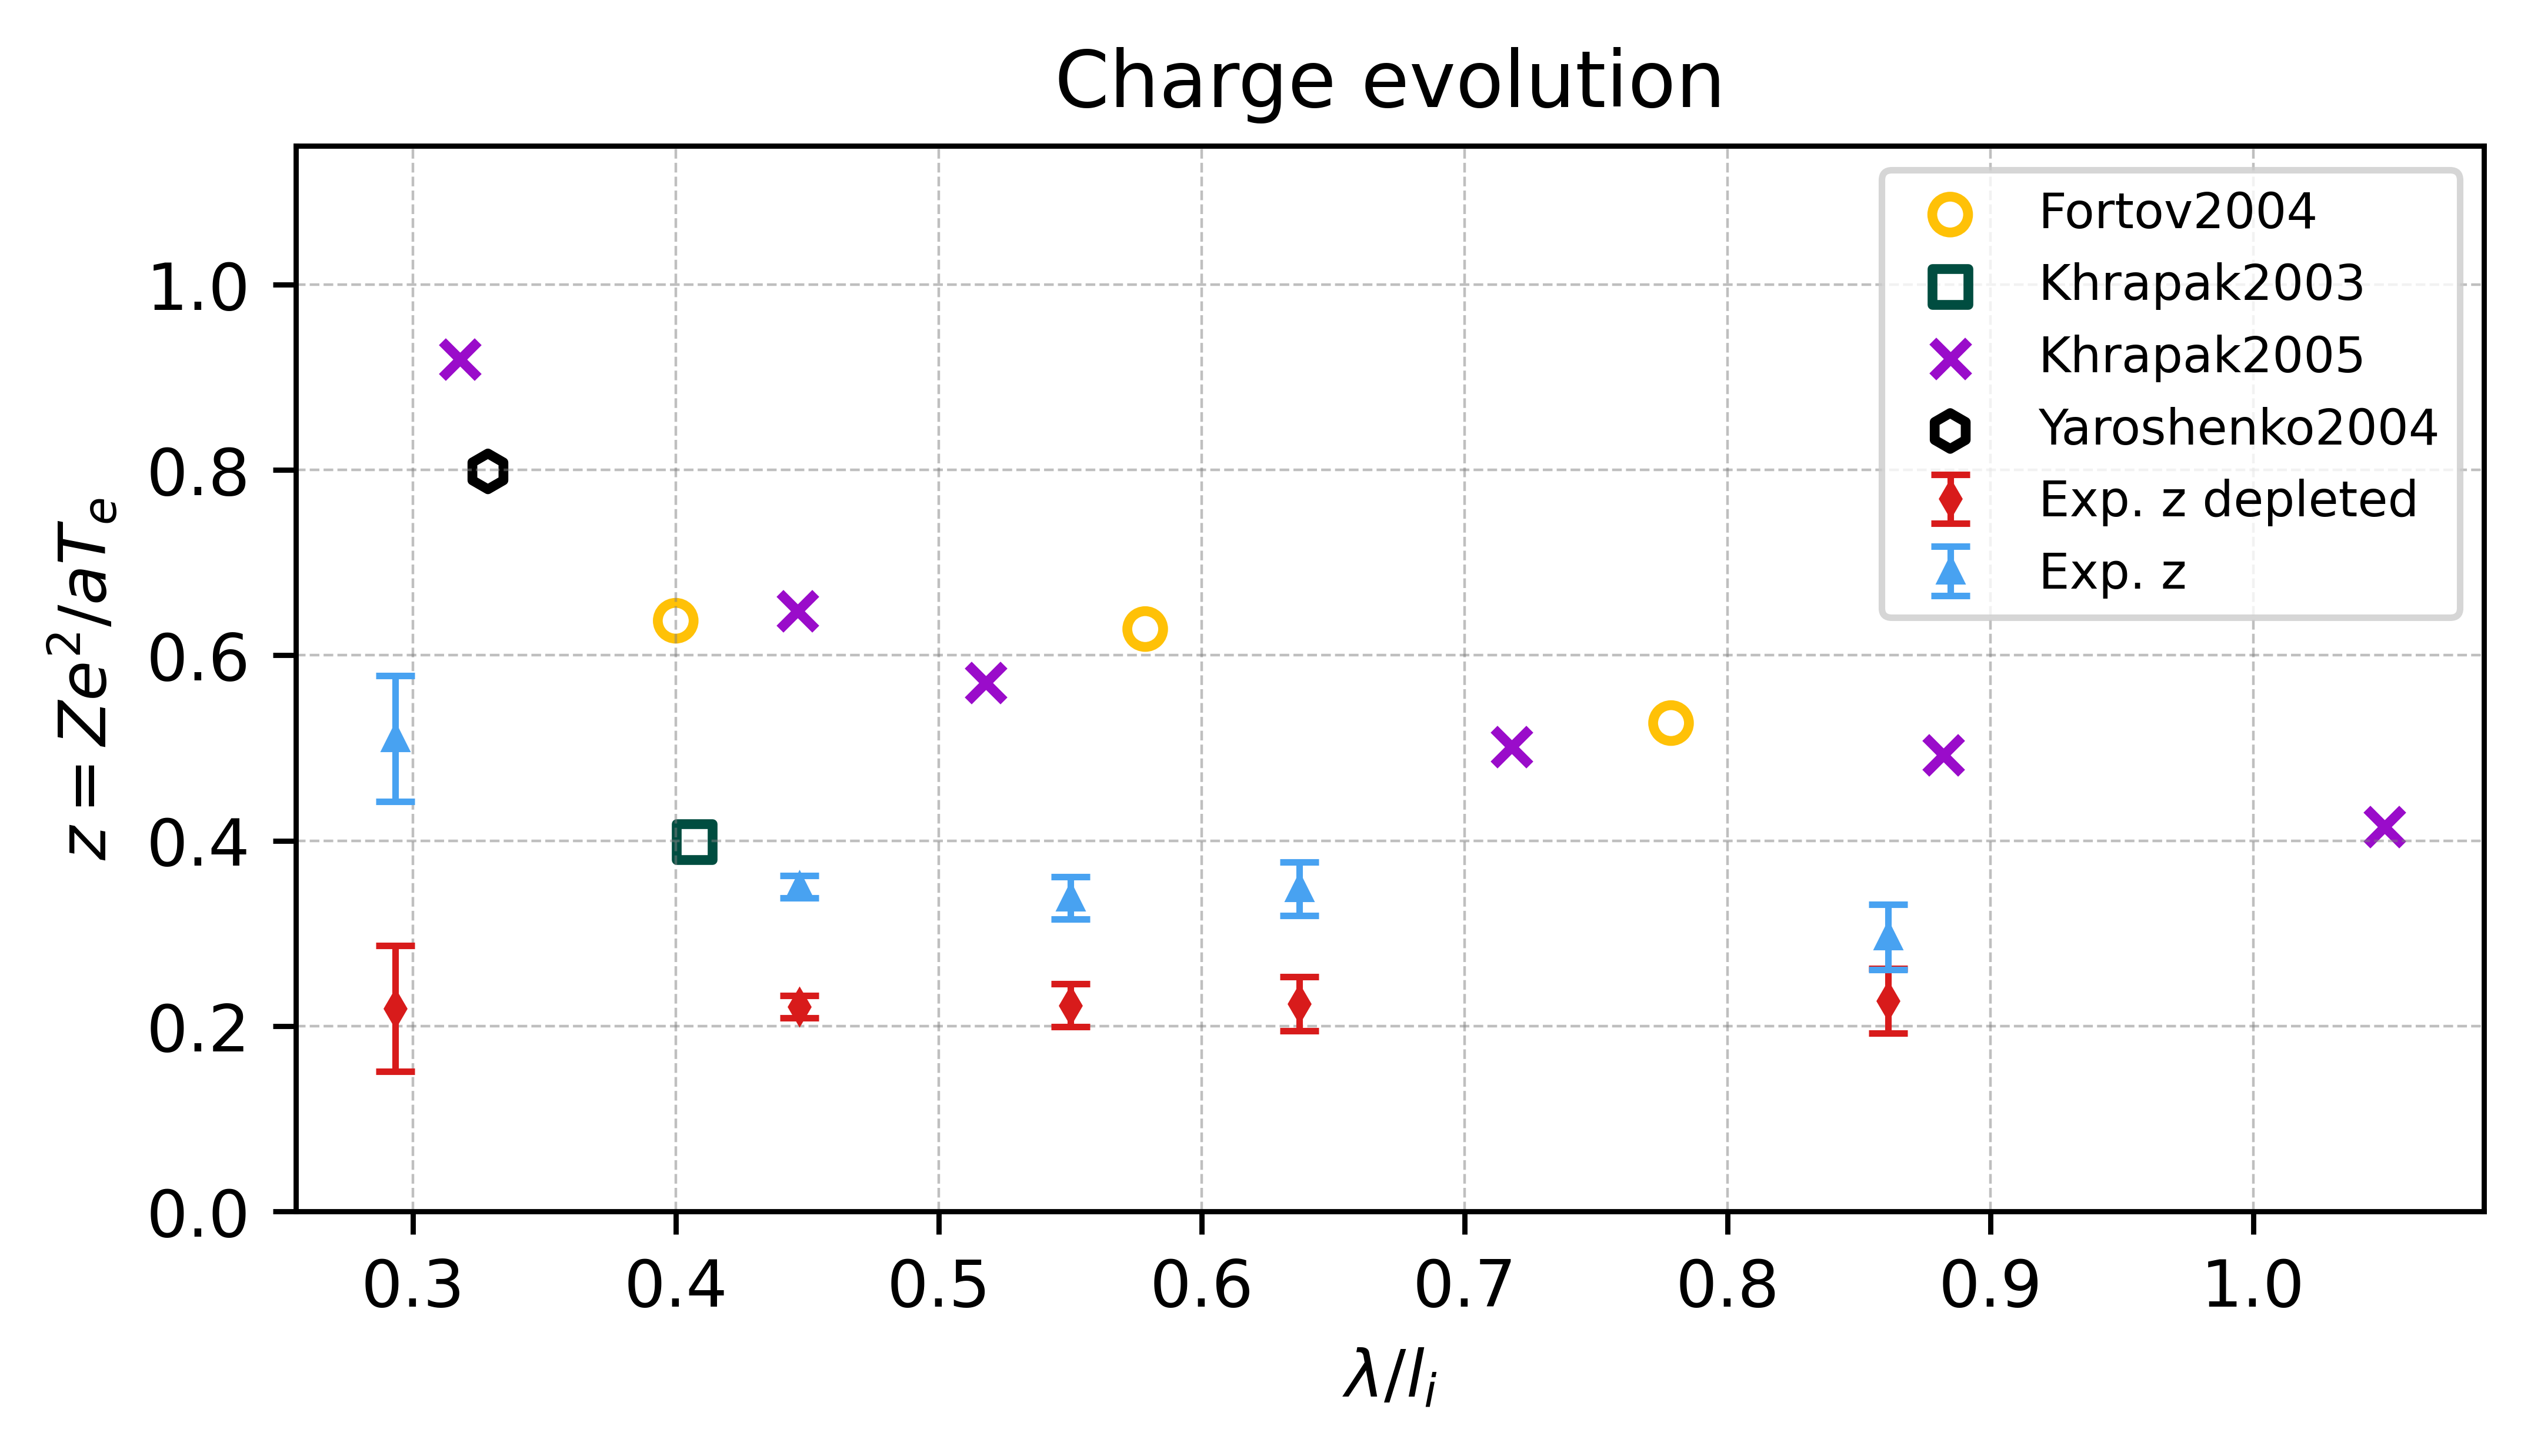 Charge evolution
z = Ze²/aTₑ
1.0
0.8
0.6
0.4
0.2
0.0
0.3 0.4 0.5 0.6 0.7 0.8 0.9 1.0
λ/lᵢ
Fortov2004
Khrapak2003
Khrapak2005
Yaroshenko2004
Exp. z depleted
Exp. z